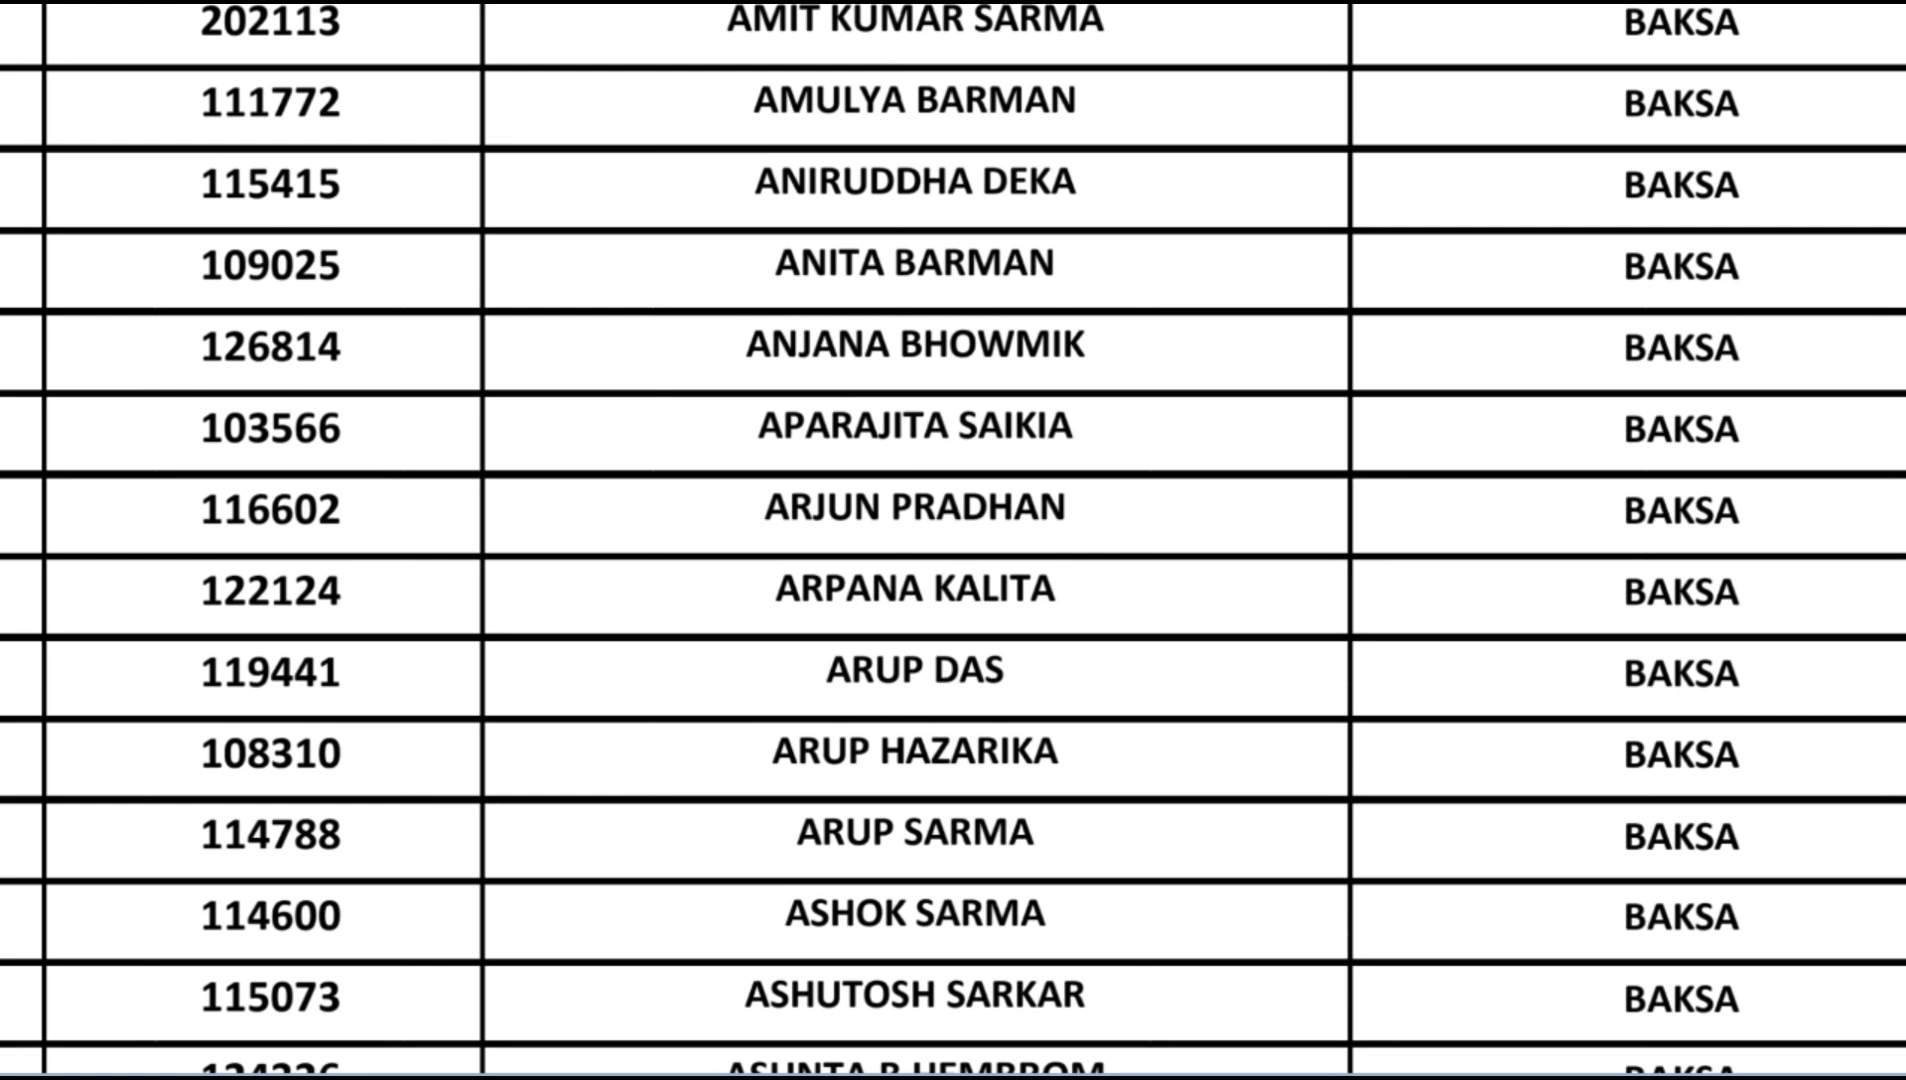 202113 AMIT KUMAR SARMA BAKSA
111772 AMULYA BARMAN BAKSA
115415 ANIRUDDHA DEKA BAKSA
109025 ANITA BARMAN BAKSA
126814 ANJANA BHOWMIK BAKSA
103566 APARAJITA SAIKIA BAKSA
116602 ARJUN PRADHAN BAKSA
122124 ARPANA KALITA BAKSA
119441 ARUP DAS BAKSA
108310 ARUP HAZARIKA BAKSA
114788 ARUP SARMA BAKSA
114600 ASHOK SARMA BAKSA
115073 ASHUTOSH SARKAR BAKSA
BAKSA